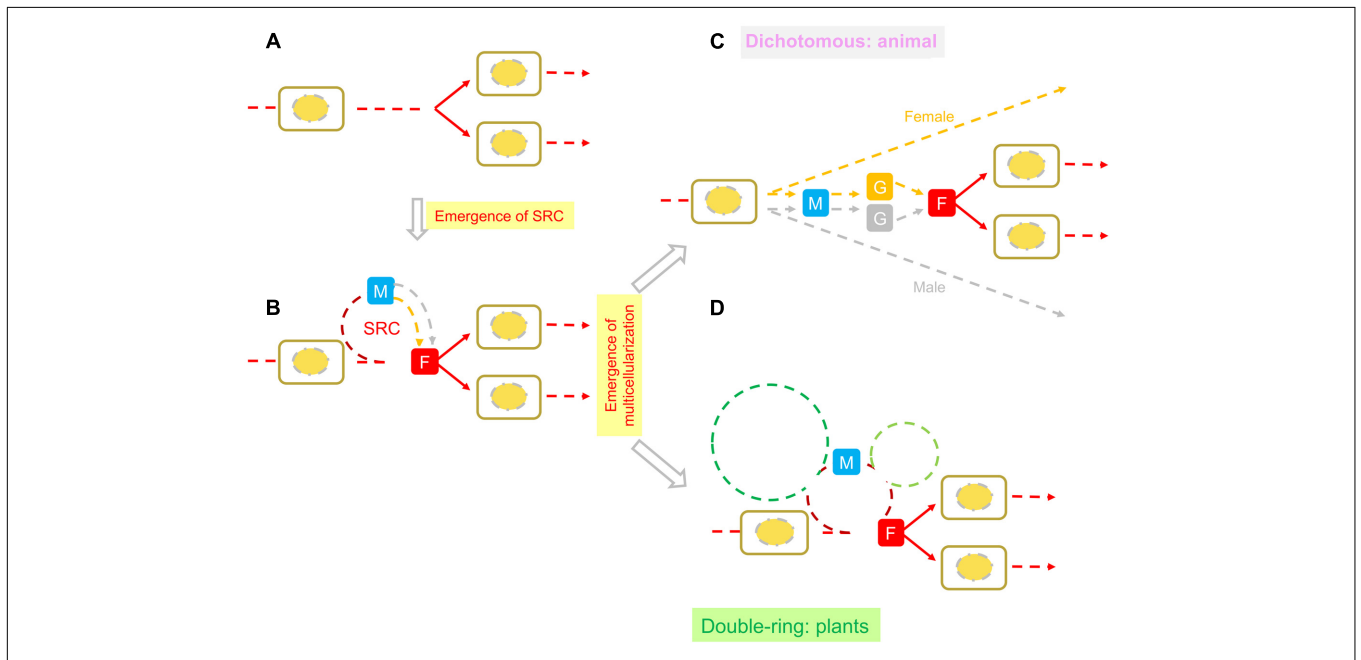 A
Emergence of SRC
B
M
SRC
F
Emergence of
multicellularization
C
Dichotomous: animal
Female
M
G
G
F
Male
D
M
F
Double-ring: plants